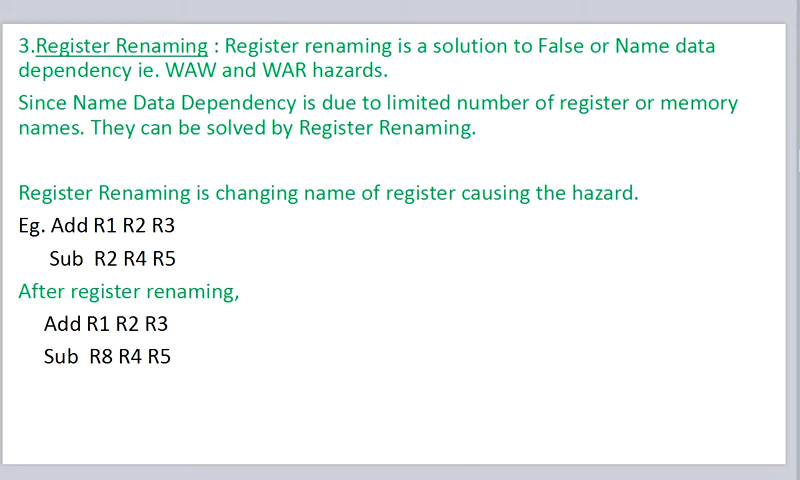 3.Register Renaming : Register renaming is a solution to False or Name data
dependency ie. WAW and WAR hazards.
Since Name Data Dependency is due to limited number of register or memory
names. They can be solved by Register Renaming.
Register Renaming is changing name of register causing the hazard.
Eg. Add R1 R2 R3
Sub R2 R4 R5
After register renaming,
Add R1 R2 R3
Sub R8 R4 R5